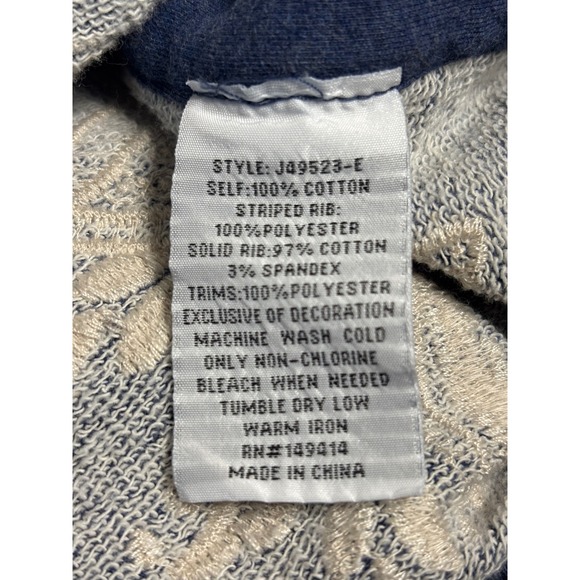 STYLE: J49523-E
SELF:100% COTTON
STRIPED RIB:
100%POLYESTER
SOLID RIB:97% COTTON
3% SPANDEX
TRIMS:100%POLYESTER
EXCLUSIVE OF DECORATION
MACHINE WASH COLD
ONLY NON-CHLORINE
BLEACH WHEN NEEDED
TUMBLE DRY LOW
WARM IRON
RN#149414
MADE IN CHINA